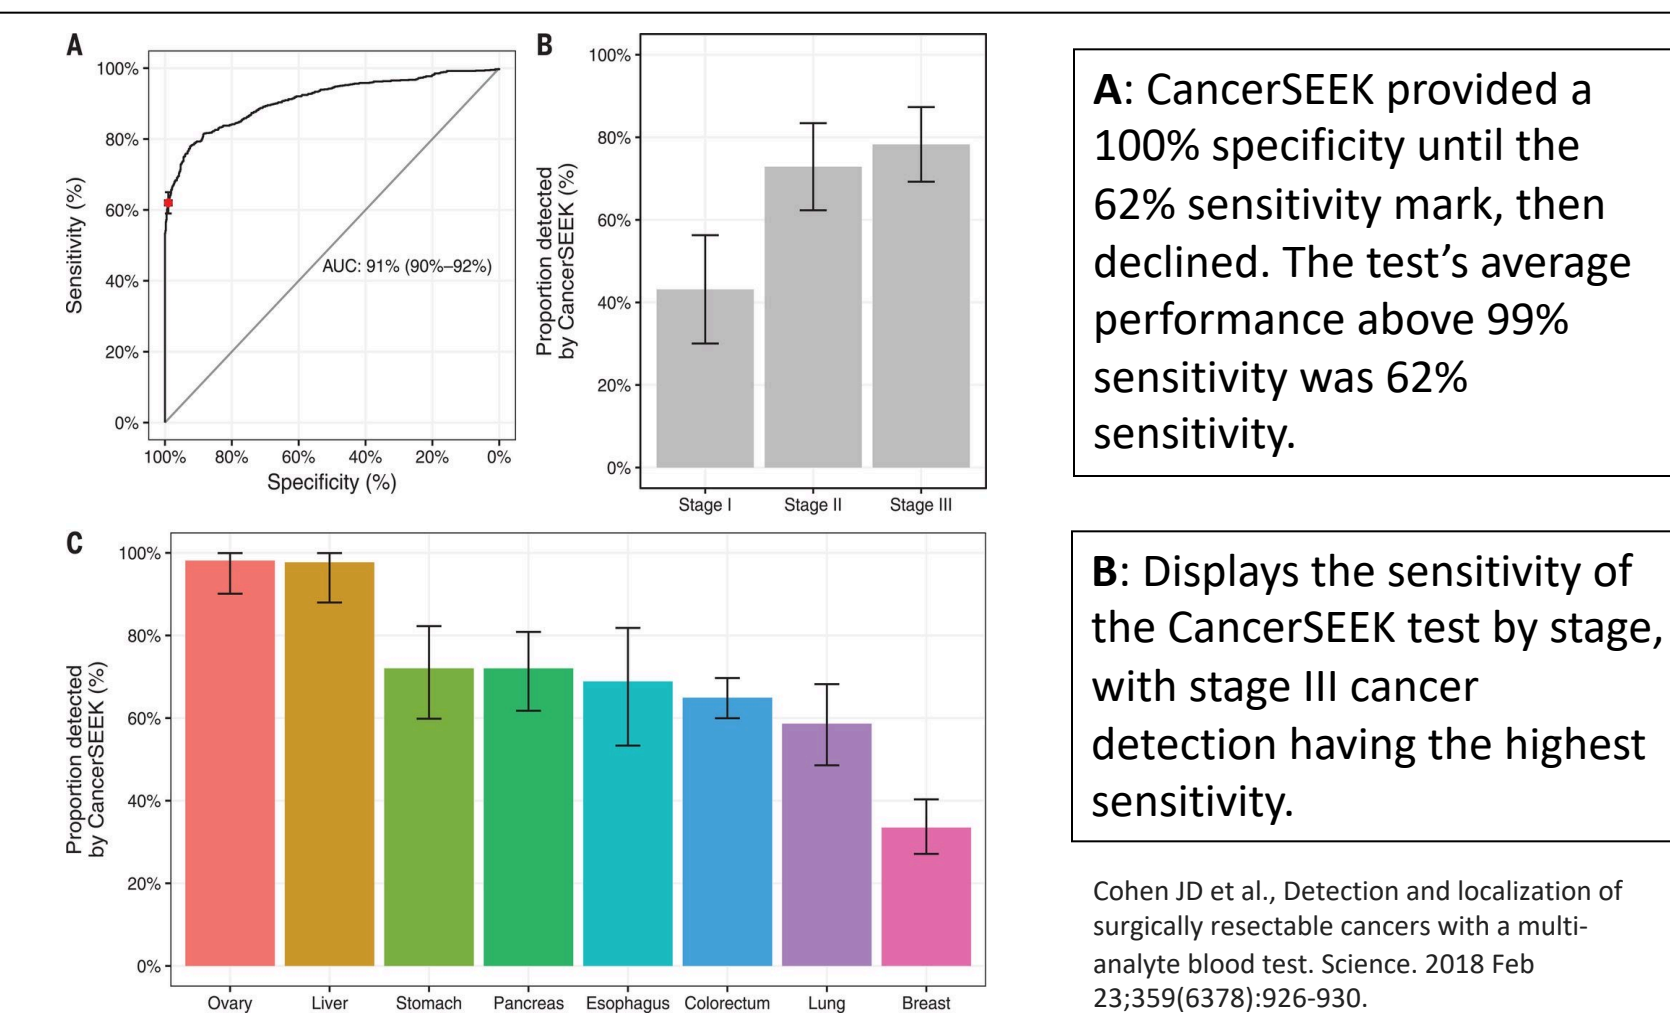 A
100%
80%
60%
40%
20%
0%
Sensitivity (%)
AUC: 91% (90%–92%)
100% 80% 60% 40% 20% 0%
Specificity (%)
B
100%
80%
60%
40%
20%
0%
Proportion detected
by CancerSEEK (%)
Stage I Stage II Stage III
C
100%
80%
60%
40%
20%
0%
Proportion detected
by CancerSEEK (%)
Ovary Liver Stomach Pancreas Esophagus Colorectum Lung Breast
A: CancerSEEK provided a
100% specificity until the
62% sensitivity mark, then
declined. The test’s average
performance above 99%
sensitivity was 62%
sensitivity.
B: Displays the sensitivity of
the CancerSEEK test by stage,
with stage III cancer
detection having the highest
sensitivity.
Cohen JD et al., Detection and localization of
surgically resectable cancers with a multi-
analyte blood test. Science. 2018 Feb
23;359(6378):926-930.